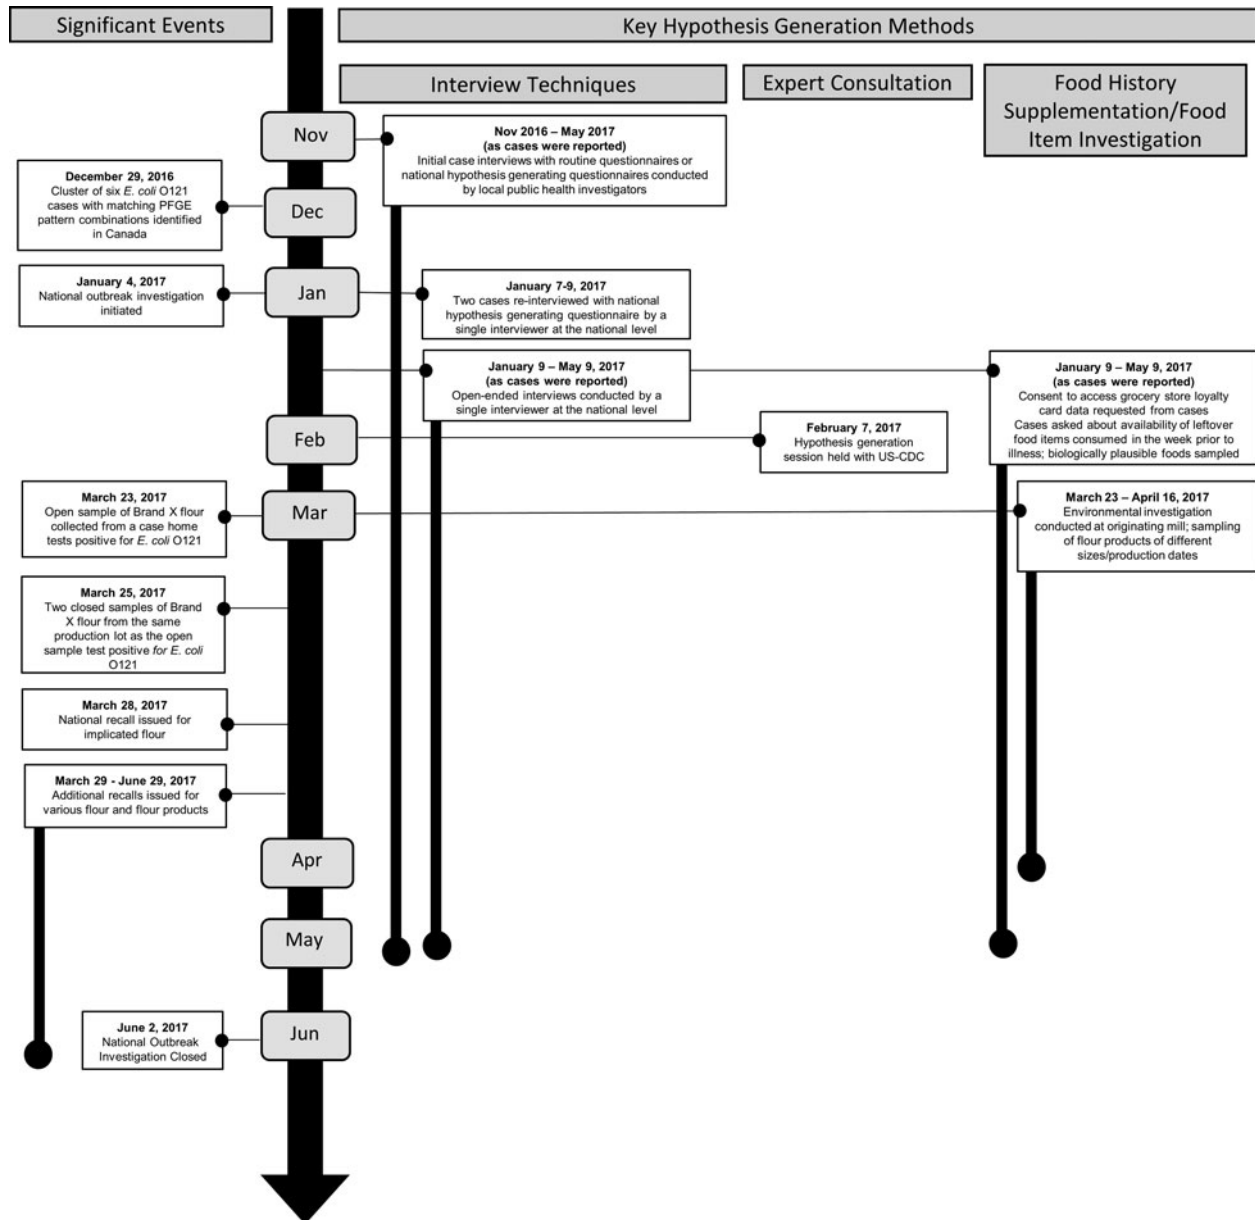 Significant Events
Key Hypothesis Generation Methods
Interview Techniques
Expert Consultation
Food History
Supplementation/Food
Item Investigation
Nov
Nov 2016 – May 2017
(as cases were reported)
Initial case interviews with routine questionnaires or
national hypothesis generating questionnaires conducted
by local public health investigators
December 29, 2016
Cluster of six E. coli O121
cases with matching PFGE
pattern combinations identified
in Canada
Dec
January 4, 2017
National outbreak investigation
initiated
Jan
January 7-9, 2017
Two cases re-interviewed with national
hypothesis generating questionnaire by a
single interviewer at the national level
January 9 – May 9, 2017
(as cases were reported)
Open-ended interviews conducted by a
single interviewer at the national level
January 9 – May 9, 2017
(as cases were reported)
Consent to access grocery store loyalty
card data requested from cases
Cases asked about availability of leftover
food items consumed in the week prior to
illness; biologically plausible foods sampled
Feb
February 7, 2017
Hypothesis generation
session held with US-CDC
March 23, 2017
Open sample of Brand X flour
collected from a case home
tests positive for E. coli O121
Mar
March 23 – April 16, 2017
Environmental investigation
conducted at originating mill; sampling
of flour products of different
sizes/production dates
March 25, 2017
Two closed samples of Brand
X flour from the same
production lot as the open
sample test positive for E. coli
O121
March 28, 2017
National recall issued for
implicated flour
March 29 - June 29, 2017
Additional recalls issued for
various flour and flour products
Apr
May
June 2, 2017
National Outbreak
Investigation Closed
Jun